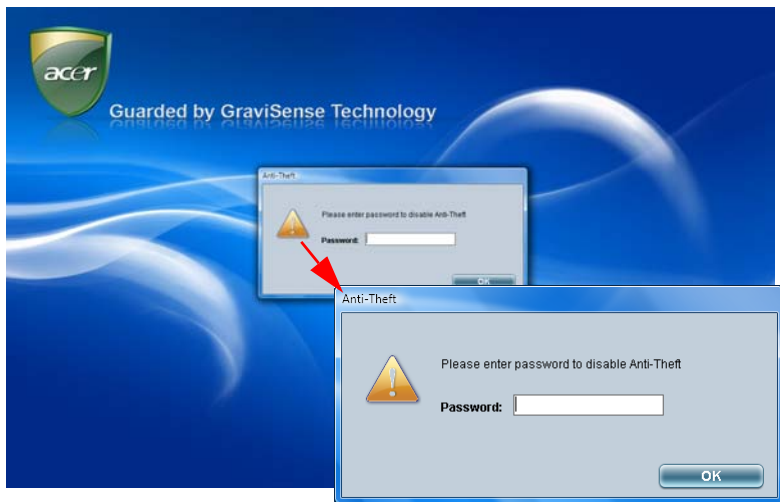 acer
Guarded by GraviSense Technology
Anti-Theft
Please enter password to disable Anti-Theft
Password:
OK
Anti-Theft
Please enter password to disable Anti-Theft
Password:
OK